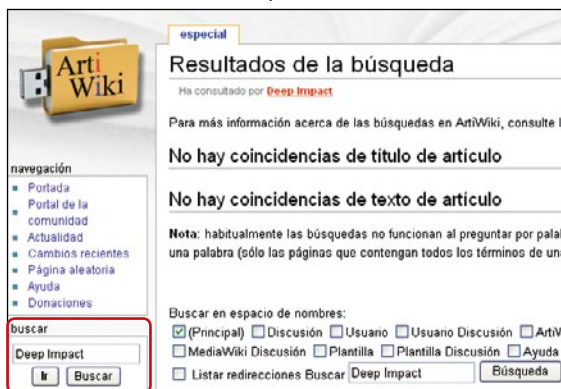 Arti
Wiki
especial
Resultados de la búsqueda
Ha consultado por Deep Impact
Para más información acerca de las búsquedas en ArtiWiki, consulte
No hay coincidencias de título de artículo
No hay coincidencias de texto de artículo
Nota: habitualmente las búsquedas no funcionan al preguntar por
una palabra (sólo las páginas que contengan todos los términos de
navegación
Portada
Portal de la
comunidad
Actualidad
Cambios recientes
Página aleatoria
Ayuda
Donaciones
buscar
Deep Impact
Ir Buscar
Buscar en espacio de nombres:
(Principal) Discusión Usuario Usuario Discusión
MediaWiki Discusión Plantilla Plantilla Discusión Ayuda
Listar redirecciones Buscar Deep Impact Búsqueda